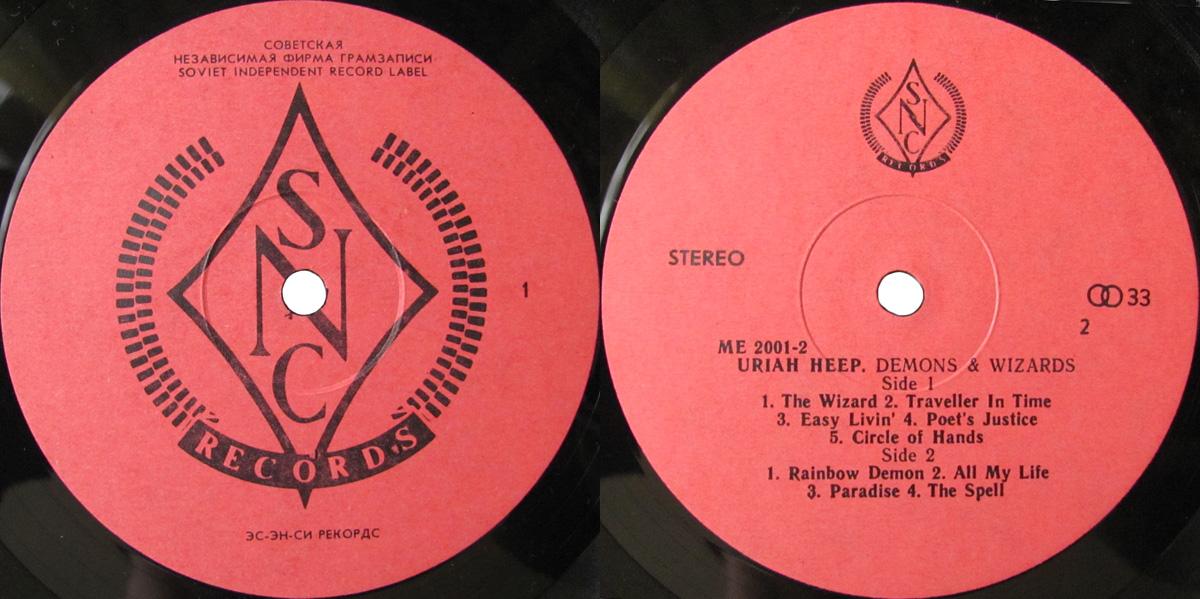 СОВЕТСКАЯ
НЕЗАВИСИМАЯ ФИРМА ГРАМЗАПИСИ
SOVIET INDEPENDENT RECORD LABEL
S
N
C
RECORDS
1
ЭС-ЭН-СИ РЕКОРДС
S
N
C
RECORDS
STEREO
33
2
ME 2001-2
URIAH HEEP. DEMONS & WIZARDS
Side 1
1. The Wizard 2. Traveller In Time
3. Easy Livin' 4. Poet's Justice
5. Circle of Hands
Side 2
1. Rainbow Demon 2. All My Life
3. Paradise 4. The Spell